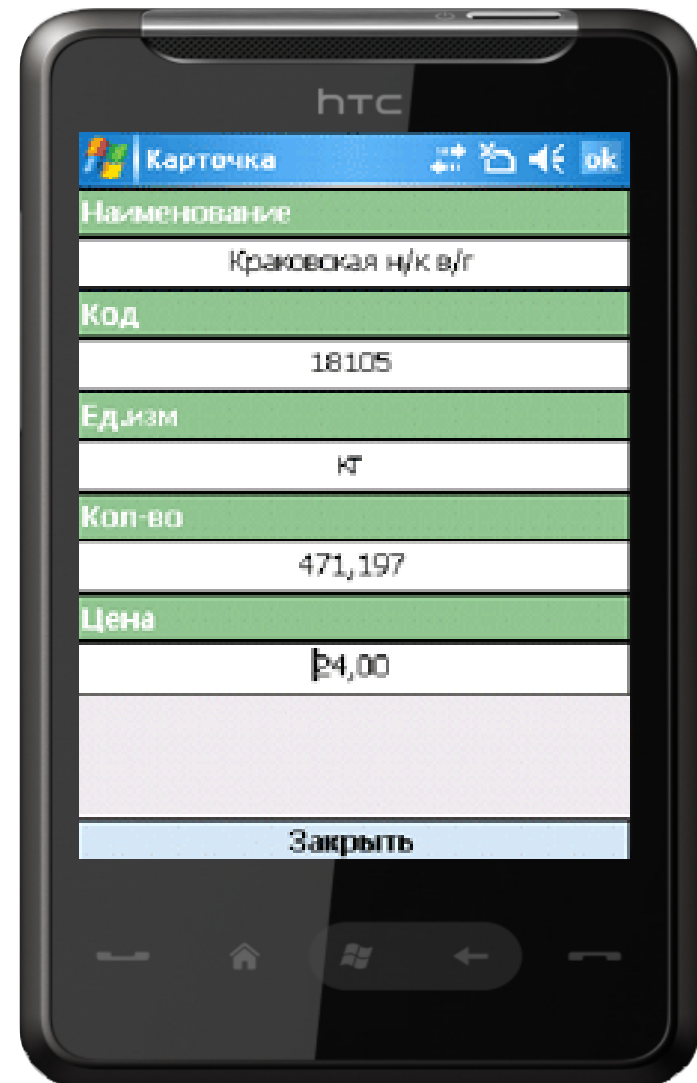 hTC
Карточка
ok
Наименование
Краковская н/к в/г
Код
18105
Ед.изм
кг
Кол-во
471,197
Цена
24,00
Закрыть